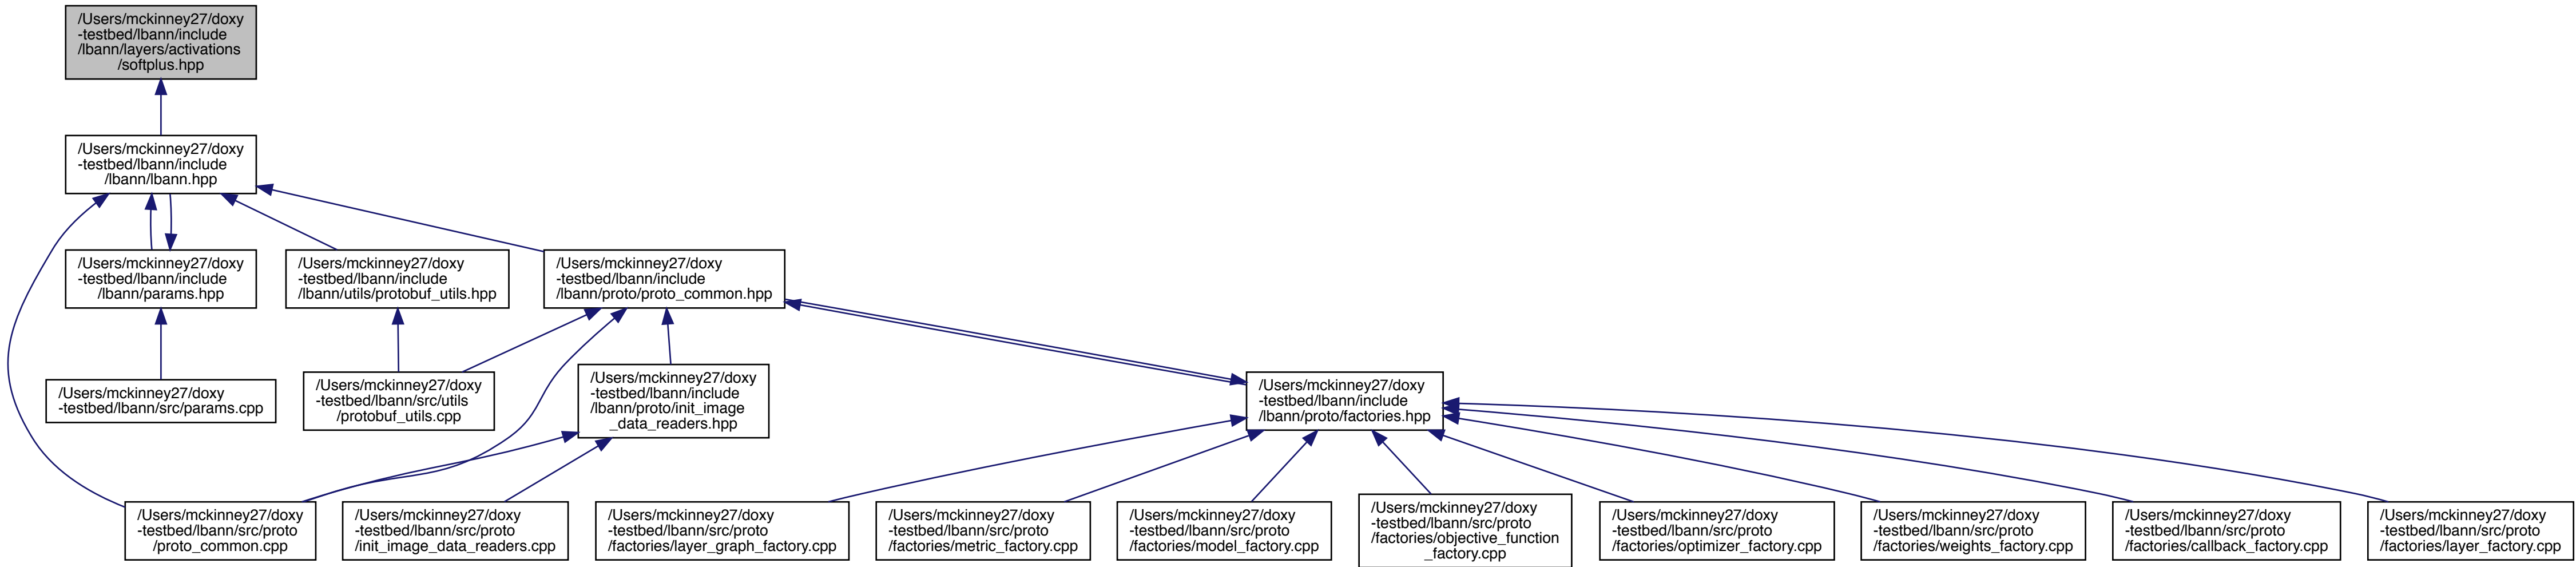 /Users/mckinney27/doxy
-testbed/lbann/include
/lbann/layers/activations
/softplus.hpp
/Users/mckinney27/doxy
-testbed/lbann/include
/lbann/lbann.hpp
/Users/mckinney27/doxy
-testbed/lbann/include
/lbann/params.hpp
/Users/mckinney27/doxy
-testbed/lbann/include
/lbann/utils/protobuf_utils.hpp
/Users/mckinney27/doxy
-testbed/lbann/include
/lbann/proto/proto_common.hpp
/Users/mckinney27/doxy
-testbed/lbann/src/params.cpp
/Users/mckinney27/doxy
-testbed/lbann/src/utils
/protobuf_utils.cpp
/Users/mckinney27/doxy
-testbed/lbann/include
/lbann/proto/init_image
_data_readers.hpp
/Users/mckinney27/doxy
-testbed/lbann/include
/lbann/proto/factories.hpp
/Users/mckinney27/doxy
-testbed/lbann/src/proto
/proto_common.cpp
/Users/mckinney27/doxy
-testbed/lbann/src/proto
/init_image_data_readers.cpp
/Users/mckinney27/doxy
-testbed/lbann/src/proto
/factories/layer_graph_factory.cpp
/Users/mckinney27/doxy
-testbed/lbann/src/proto
/factories/metric_factory.cpp
/Users/mckinney27/doxy
-testbed/lbann/src/proto
/factories/model_factory.cpp
/Users/mckinney27/doxy
-testbed/lbann/src/proto
/factories/objective_function
_factory.cpp
/Users/mckinney27/doxy
-testbed/lbann/src/proto
/factories/optimizer_factory.cpp
/Users/mckinney27/doxy
-testbed/lbann/src/proto
/factories/weights_factory.cpp
/Users/mckinney27/doxy
-testbed/lbann/src/proto
/factories/callback_factory.cpp
/Users/mckinney27/doxy
-testbed/lbann/src/proto
/factories/layer_factory.cpp